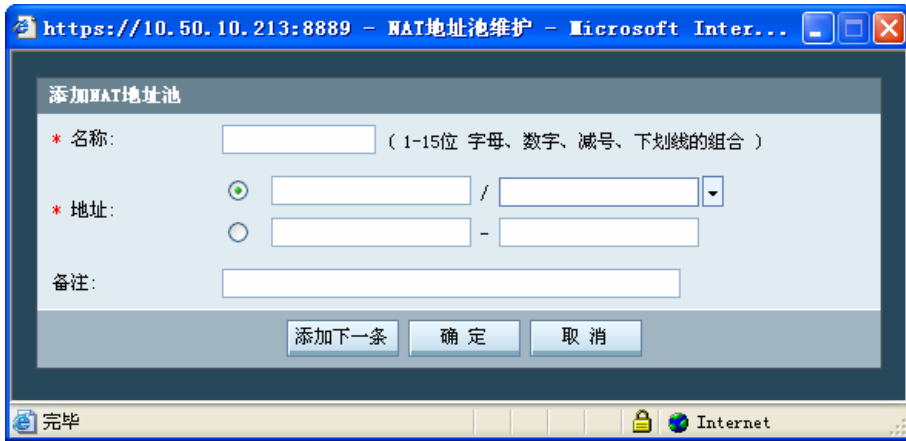 https://10.50.10.213:8889 - NAT地址池维护 - Microsoft Inter...
添加NAT地址池
* 名称: ( 1-15位 字母、数字、减号、下划线的组合 )
* 地址: /
-
备注:
添加下一条 确 定 取 消
完毕 Internet